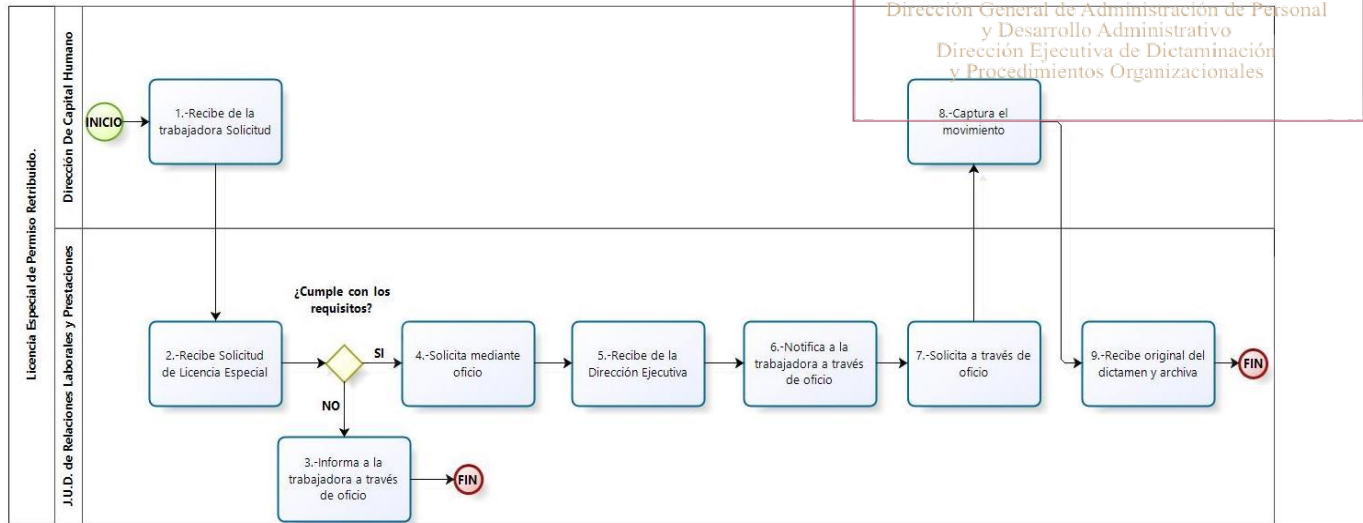 Dirección General de Administración de Personal
y Desarrollo Administrativo
Dirección Ejecutiva de Dictaminación
y Procedimientos Organizacionales
Licencia Especial de Permiso Retribuido.
Dirección De Capital Humano
INICIO
1.-Recibe de la
trabajadora Solicitud
8.-Captura el
movimiento
J.U.D. de Relaciones Laborales y Prestaciones
2.-Recibe Solicitud
de Licencia Especial
¿Cumple con los
requisitos?
SI
NO
3.-Informa a la
trabajadora a través
de oficio
FIN
4.-Solicita mediante
oficio
5.-Recibe de la
Dirección Ejecutiva
6.-Notifica a la
trabajadora a través
de oficio
7.-Solicita a través de
oficio
9.-Recibe original del
dictamen y archiva
FIN